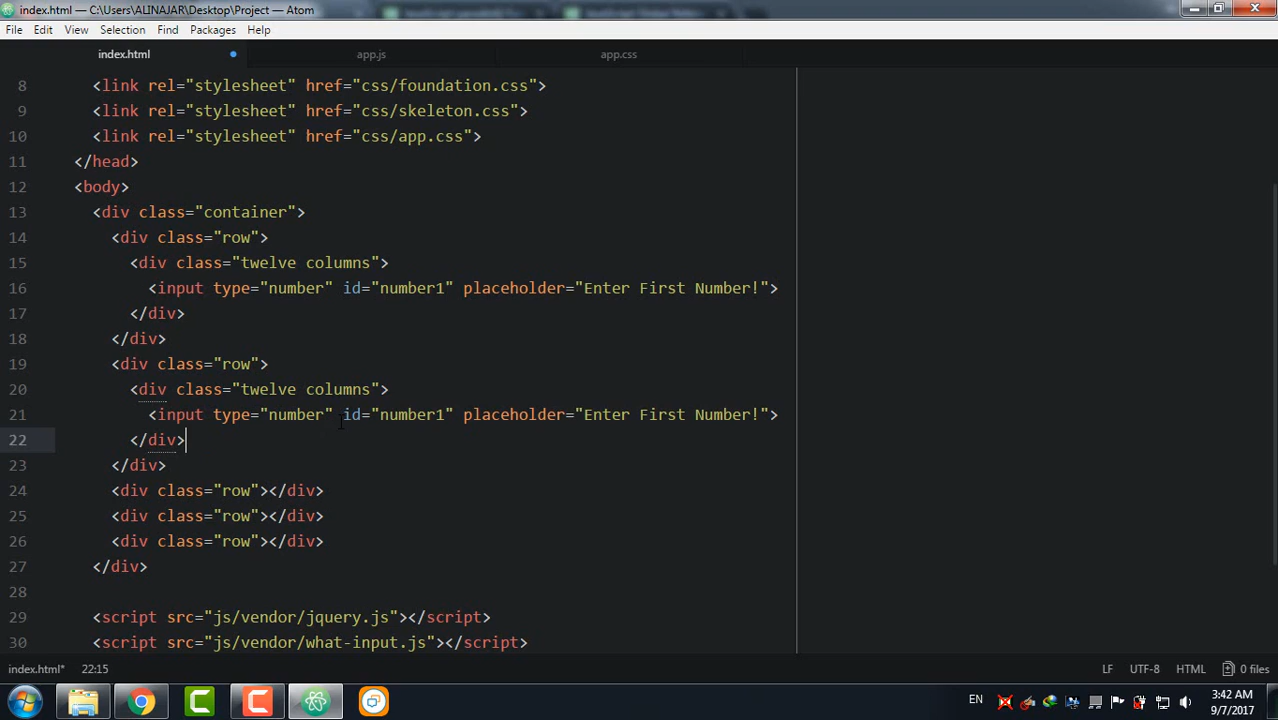 index.html — C:\Users\ALINAJAR\Desktop\Project — Atom
File Edit View Selection Find Packages Help
index.html app.js app.css
8 <link rel="stylesheet" href="css/foundation.css">
9 <link rel="stylesheet" href="css/skeleton.css">
10 <link rel="stylesheet" href="css/app.css">
11 </head>
12 <body>
13 <div class="container">
14 <div class="row">
15 <div class="twelve columns">
16 <input type="number" id="number1" placeholder="Enter First Number!">
17 </div>
18 </div>
19 <div class="row">
20 <div class="twelve columns">
21 <input type="number" id="number1" placeholder="Enter First Number!">
22 </div>
23 </div>
24 <div class="row"></div>
25 <div class="row"></div>
26 <div class="row"></div>
27 </div>
28
29 <script src="js/vendor/jquery.js"></script>
30 <script src="js/vendor/what-input.js"></script>
index.html* 22:15 LF UTF-8 HTML 0 files
EN 3:42 AM
9/7/2017